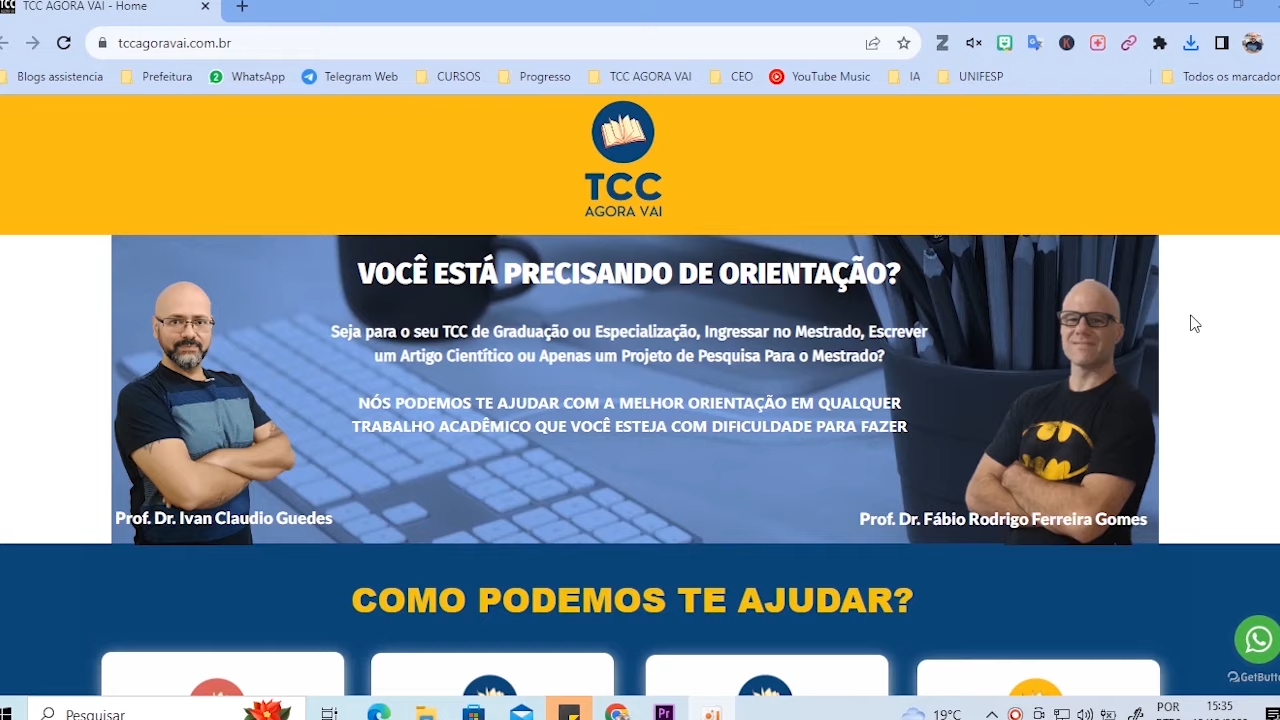 TCC
TCC AGORA VAI - Home
tccagoravai.com.br
Blogs assistencia
Prefeitura
2
WhatsApp
Telegram Web
CURSOS
Progresso
TCC AGORA VAI
CEO
YouTube Music
IA
UNIFESP
Todos os marcador
TCC
AGORA VAI
VOCÊ ESTÁ PRECISANDO DE ORIENTAÇÃO?
Seja para o seu TCC de Graduação ou Especialização, Ingressar no Mestrado, Escrever
um Artigo Científico ou Apenas um Projeto de Pesquisa Para o Mestrado?
NÓS PODEMOS TE AJUDAR COM A MELHOR ORIENTAÇÃO EM QUALQUER
TRABALHO ACADÊMICO QUE VOCÊ ESTEJA COM DIFICULDADE PARA FAZER
Prof. Dr. Ivan Claudio Guedes
Prof. Dr. Fábio Rodrigo Ferreira Gomes
COMO PODEMOS TE AJUDAR?
GetButto
Pesquisar
Pr
19°C
POR
15:35